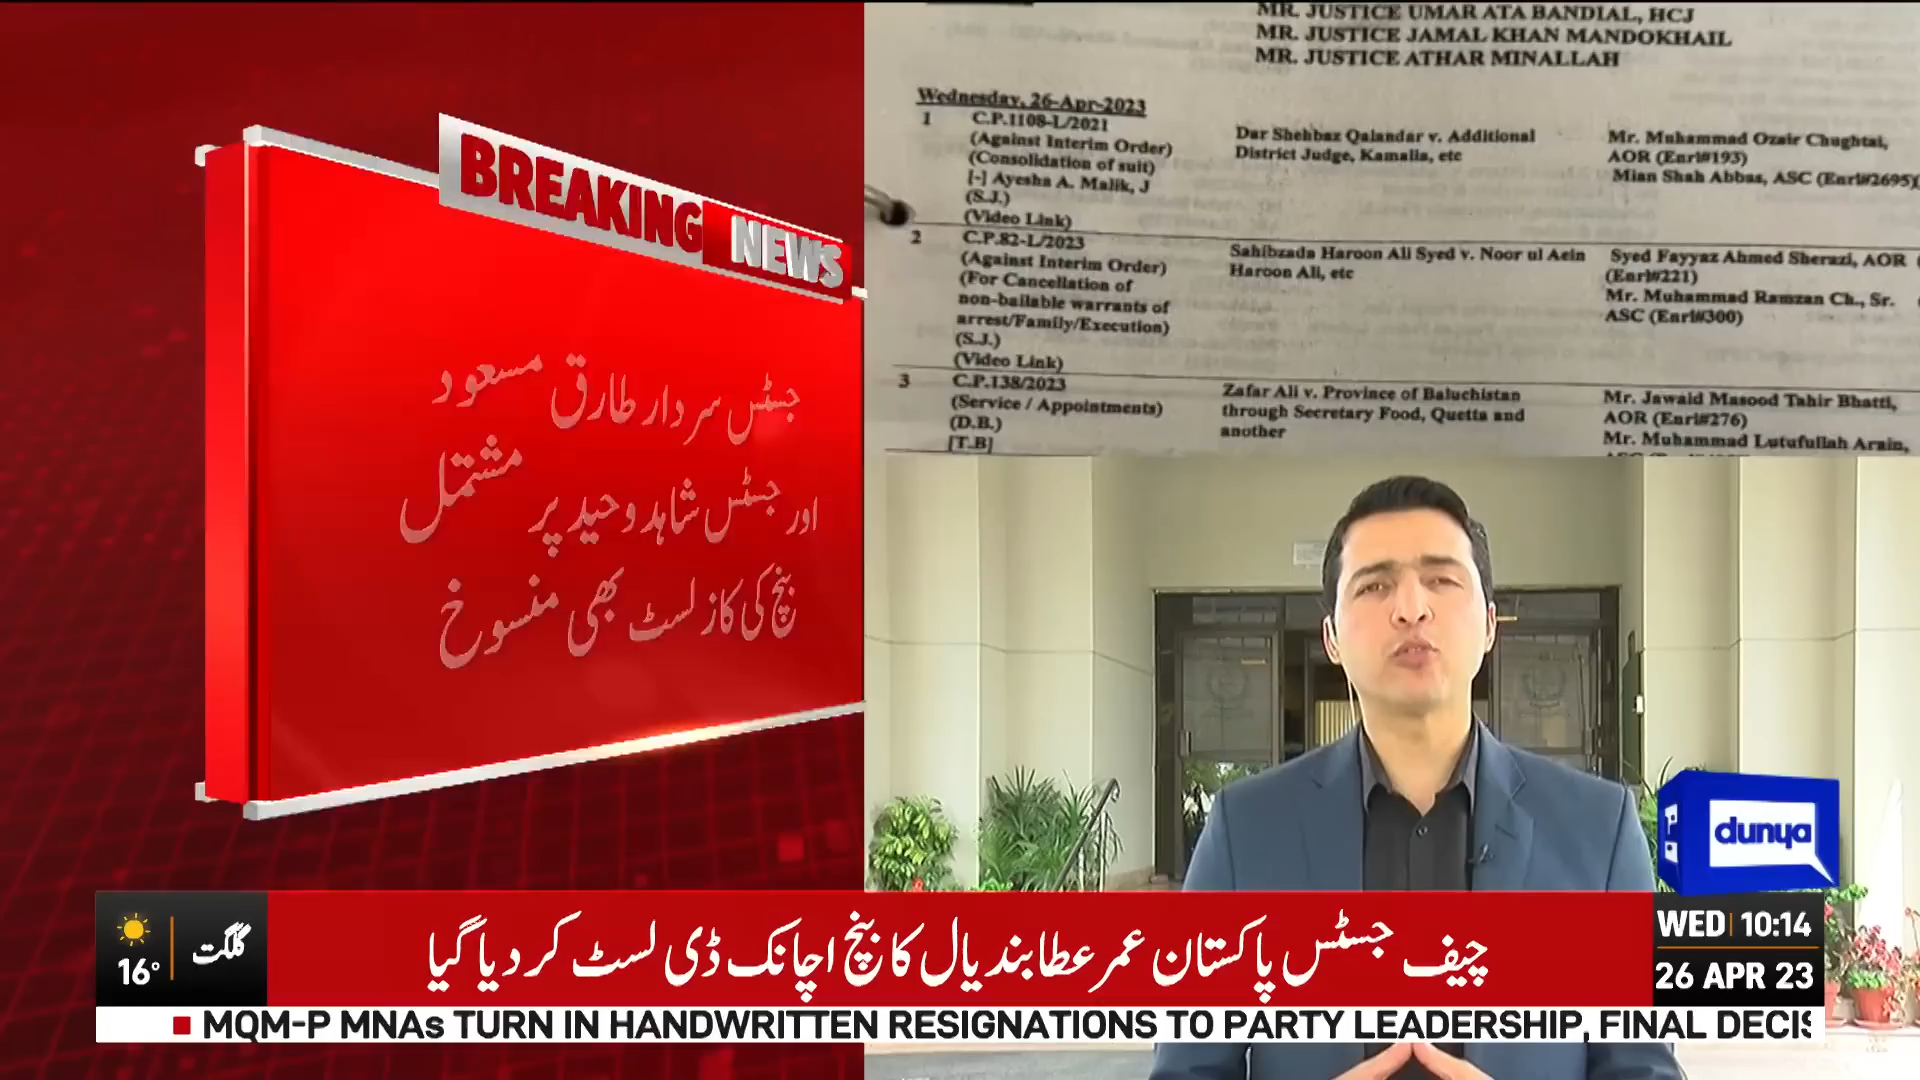 BREAKING NEWS
جسٹس سردار طارق مسعود
اور جسٹس شاہد وحید پر مشتمل
بنچ کی کاز لسٹ بھی منسوخ
MR. JUSTICE UMAR ATA BANDIAL, HCJ
MR. JUSTICE JAMAL KHAN MANDOKHAIL
MR. JUSTICE ATHAR MINALLAH
Wednesday, 26-Apr-2023
1 C.P.1108-L/2021
(Against Interim Order)
(Consolidation of suit)
[-] Ayesha A. Malik, J
(S.J.)
(Video Link)
Dar Shehbaz Qalandar v. Additional
District Judge, Kamalia, etc
Mr. Muhammad Ozair Chughtai,
AOR (Enrl#193)
Mian Shah Abbas, ASC (Enrl#2695)
2 C.P.82-L/2023
(Against Interim Order)
(For Cancellation of
non-bailable warrants of
arrest/Family/Execution)
(S.J.)
(Video Link)
Sahibzada Haroon Ali Syed v. Noor ul Aein
Haroon Ali, etc
Syed Fayyaz Ahmed Sherazi, AOR
(Enrl#221)
Mr. Muhammad Ramzan Ch., Sr.
ASC (Enrl#300)
3 C.P.138/2023
(Service / Appointments)
(D.B.)
[T.B]
Zafar Ali v. Province of Baluchistan
through Secretary Food, Quetta and
another
Mr. Jawaid Masood Tahir Bhatti,
AOR (Enrl#276)
Mr. Muhammad Lutufullah Arain,
dunya
گلگت
16°
چیف جسٹس پاکستان عمر عطا بندیال کا بنچ اچانک ڈی لسٹ کر دیا گیا
WED 10:14
26 APR 23
MQM-P MNAs TURN IN HANDWRITTEN RESIGNATIONS TO PARTY LEADERSHIP, FINAL DECIS